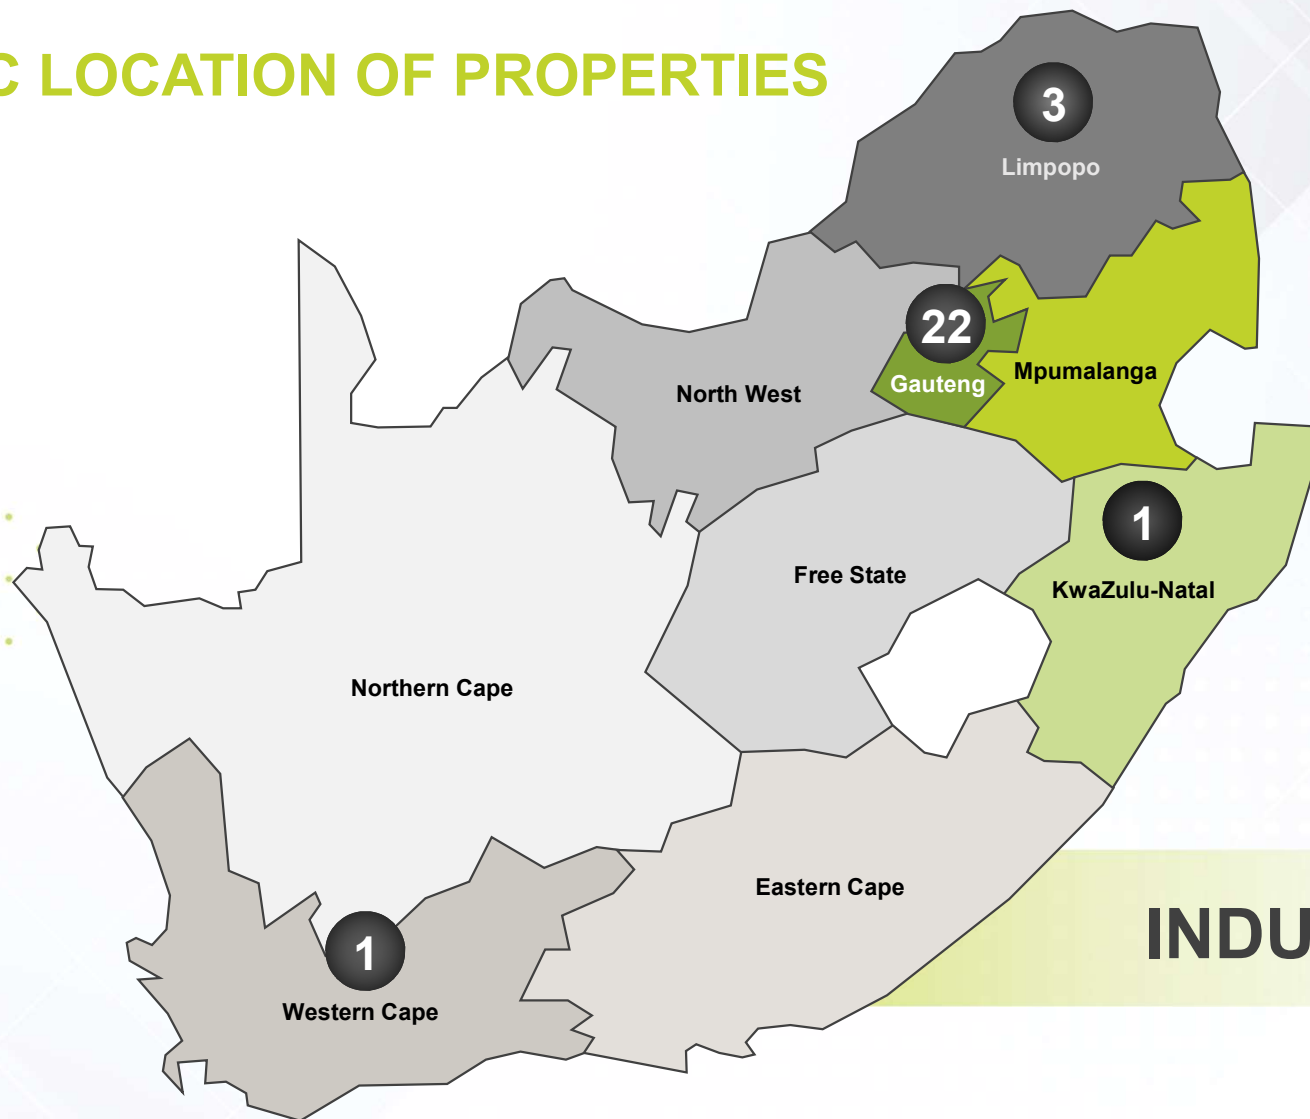 C LOCATION OF PROPERTIES
3
Limpopo
22
Gauteng
Mpumalanga
North West
1
KwaZulu-Natal
Free State
Northern Cape
Eastern Cape
INDU
1
Western Cape